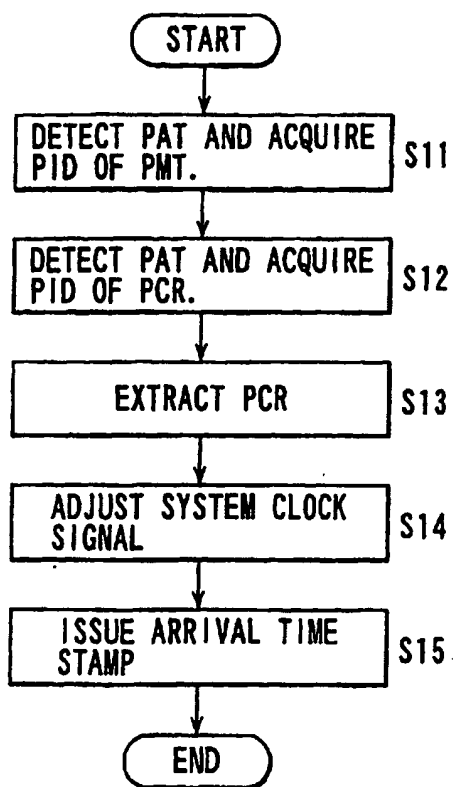 START
DETECT PAT AND ACQUIRE
PID OF PMT.
S11
DETECT PAT AND ACQUIRE
PID OF PCR.
S12
EXTRACT PCR
S13
ADJUST SYSTEM CLOCK
SIGNAL
S14
ISSUE ARRIVAL TIME
STAMP
S15
END